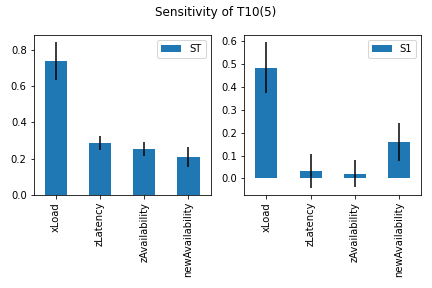 Sensitivity of T10(5)
ST
0.8
0.6
0.4
0.2
0.0
xLoad
zLatency
zAvailability
newAvailability
S1
0.6
0.5
0.4
0.3
0.2
0.1
0.0
xLoad
zLatency
zAvailability
newAvailability